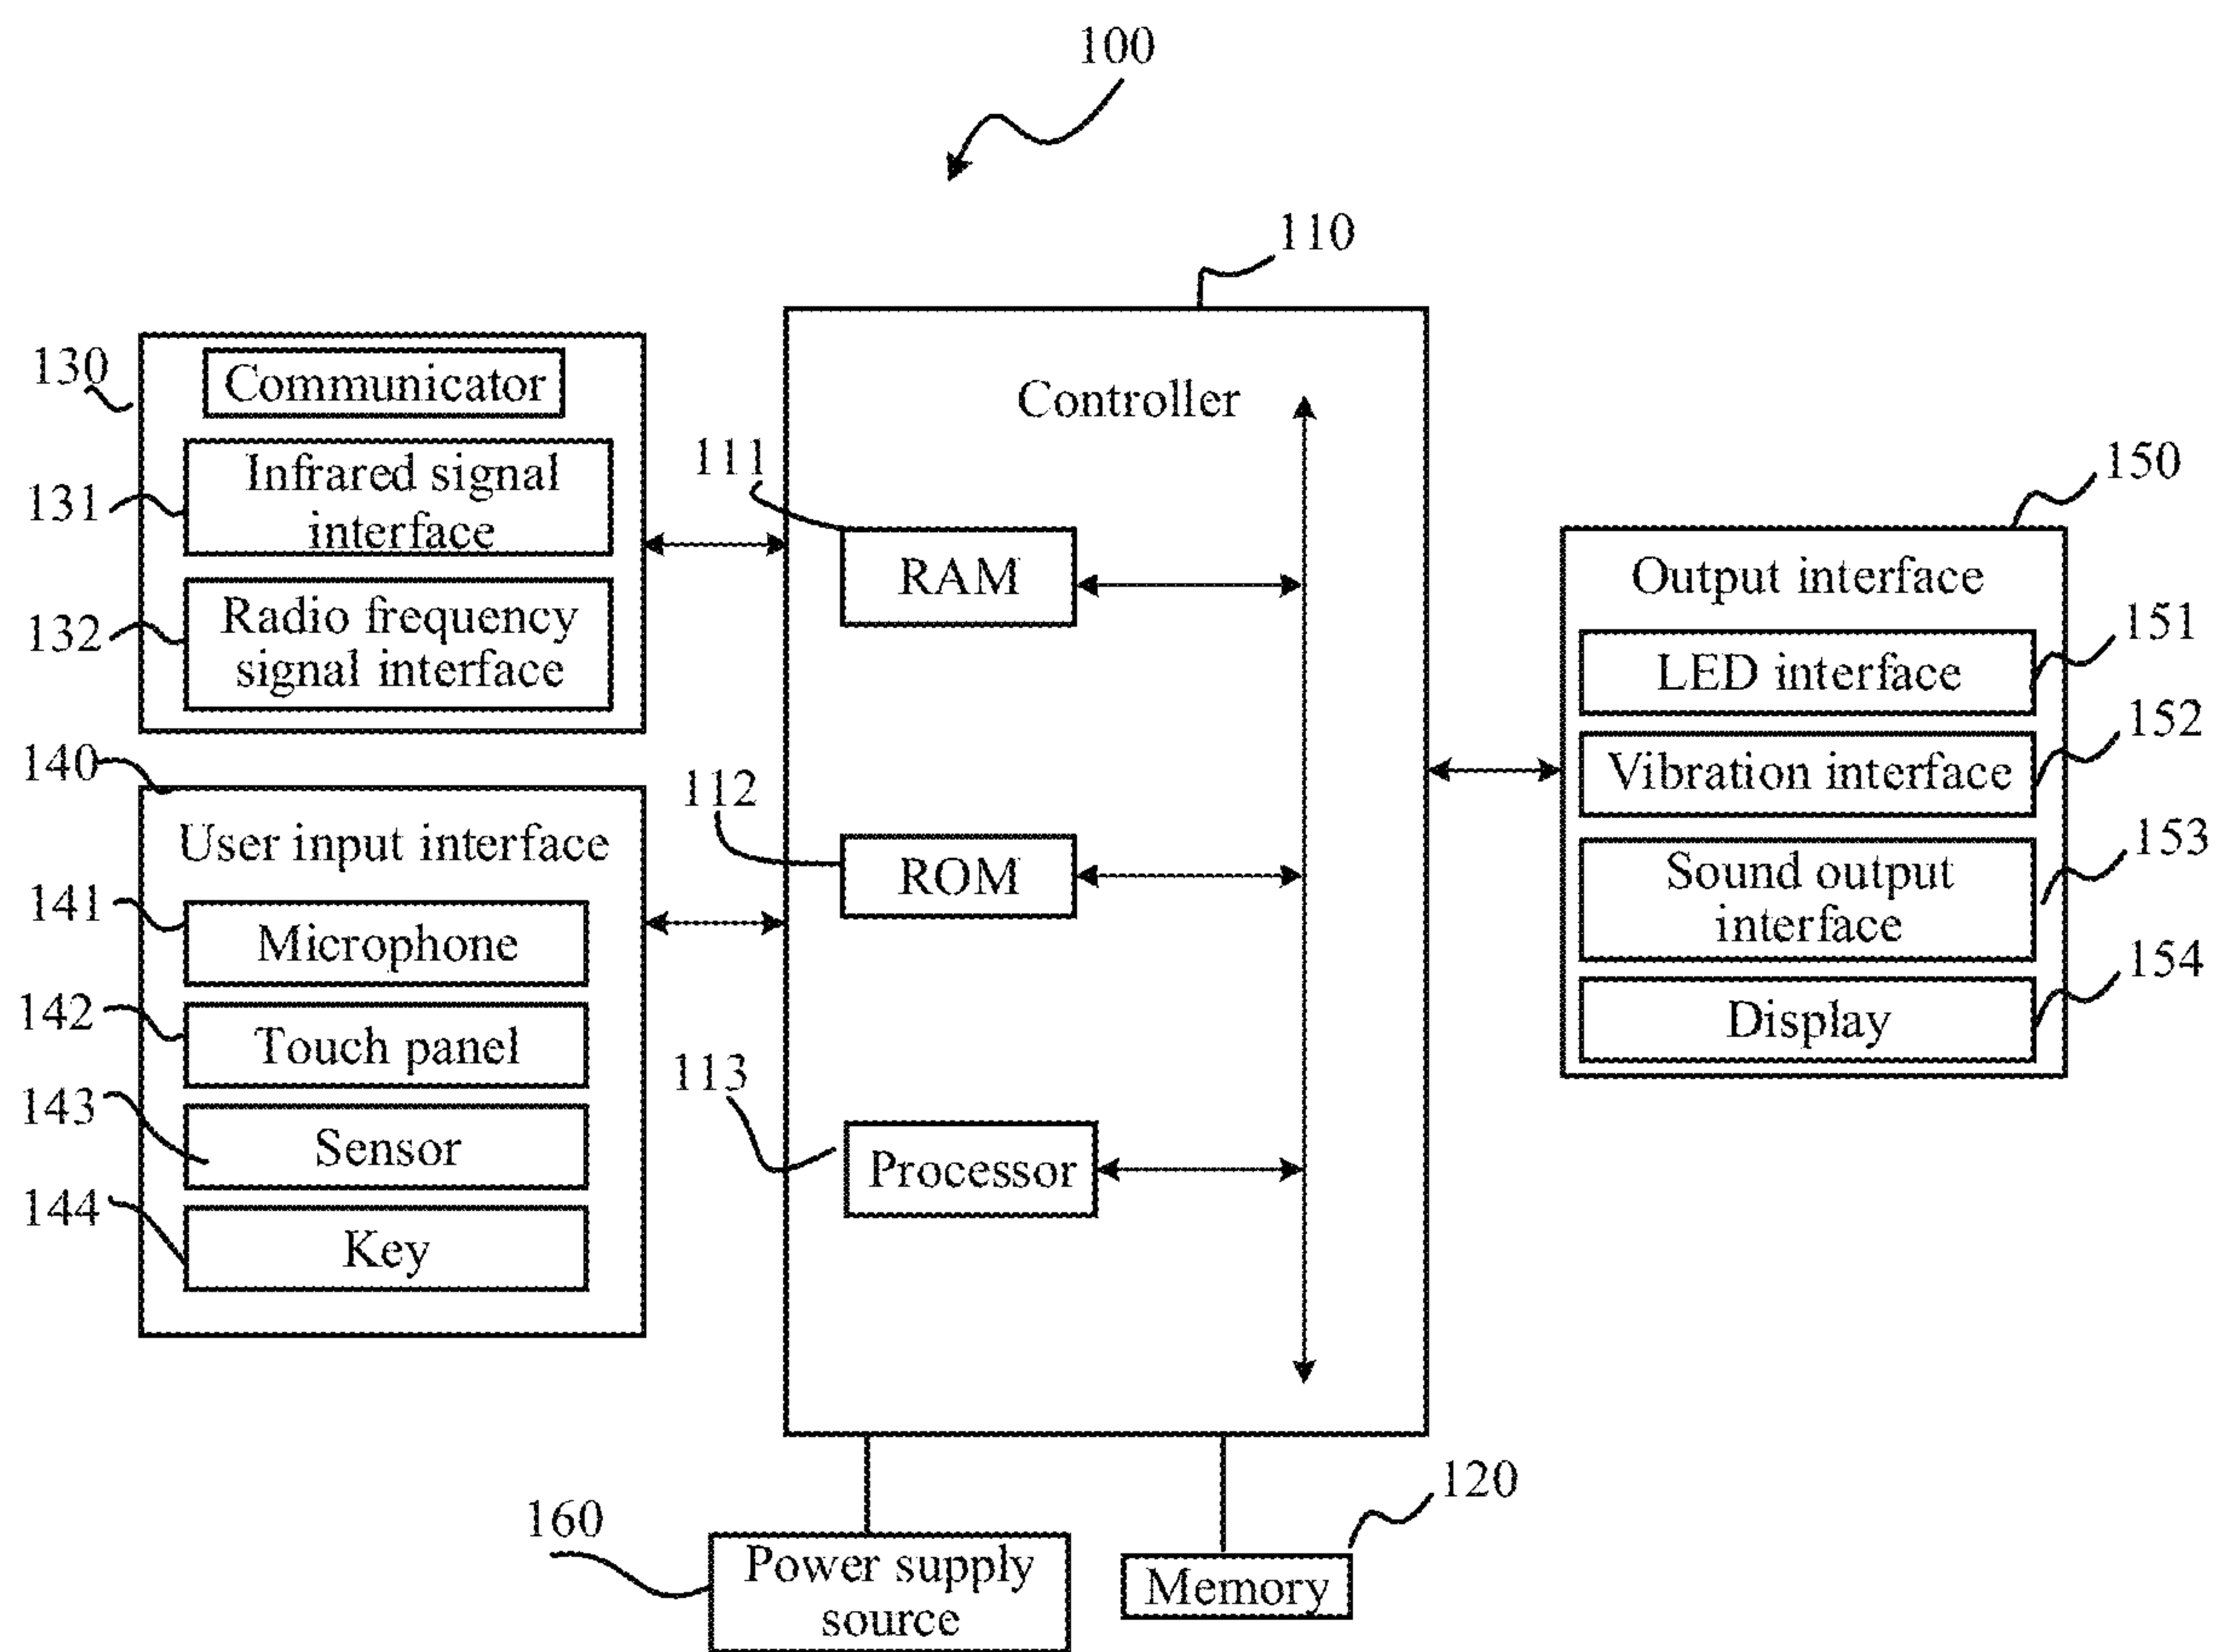 100
110
130
Communicator
131
Infrared signal
interface
132
Radio frequency
signal interface
140
User input interface
141
Microphone
142
Touch panel
143
Sensor
144
Key
Controller
111
RAM
112
ROM
113
Processor
150
Output interface
151
LED interface
152
Vibration interface
153
Sound output
interface
154
Display
160
Power supply
source
120
Memory